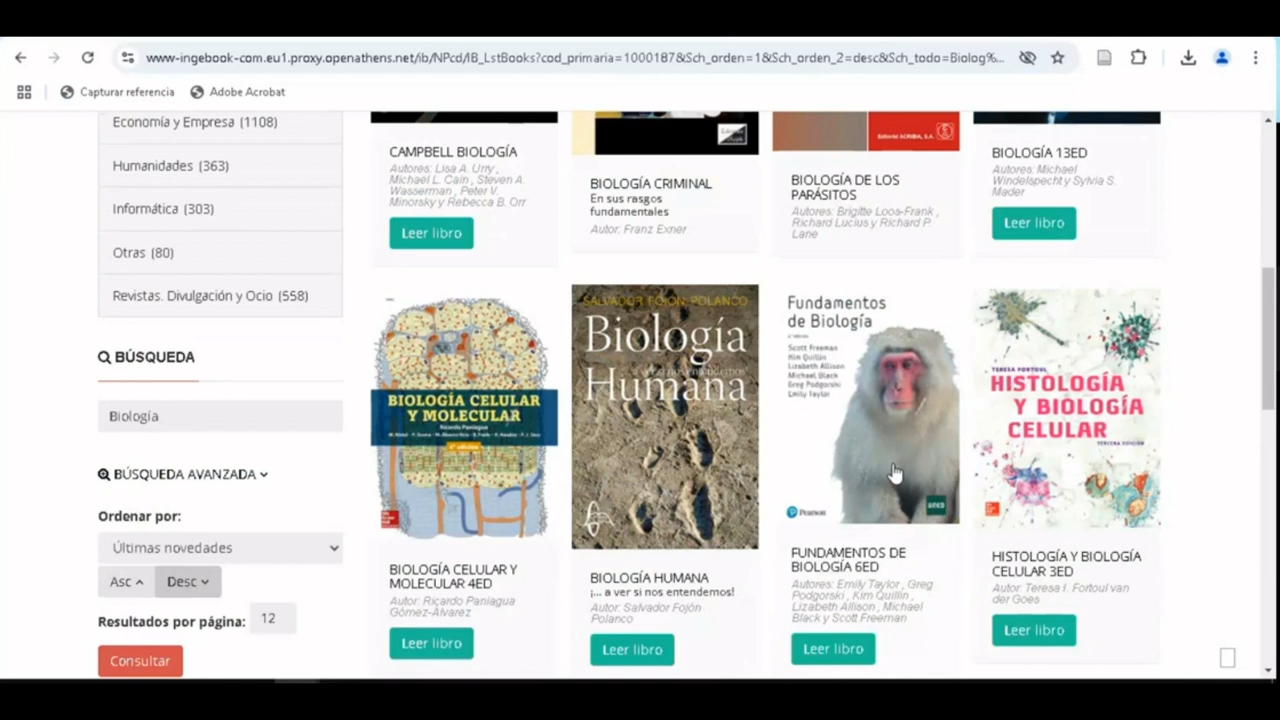 www-ingebook-com.eu1.proxy.openathens.net/ib/NPcd/IB_LstBooks?cod_primaria=1000187&Sch_orden=1&Sch_orden_2=desc&Sch_todo=Biolog%...
Capturar referencia
Adobe Acrobat
Economía y Empresa (1108)
Humanidades (363)
Informática (303)
Otras (80)
Revistas. Divulgación y Ocio (558)
BÚSQUEDA
Biología
BÚSQUEDA AVANZADA
Ordenar por:
Últimas novedades
Asc
Desc
Resultados por página: 12
Consultar
CAMPBELL BIOLOGÍA
Autores: Lisa A. Urry ,
Michael L. Cain , Steven A.
Wasserman , Peter V.
Minorsky y Rebecca B. Orr
Leer libro
BIOLOGÍA CRIMINAL
En sus rasgos
fundamentales
Autor: Franz Exner
Editorial ACRIBIA, S.A.
BIOLOGÍA DE LOS
PARÁSITOS
Autores: Brigitte Loos-Frank ,
Richard Lucius y Richard P.
Lane
BIOLOGÍA 13ED
Autores: Michael
Windelspecht y Sylvia S.
Mader
Leer libro
BIOLOGÍA CELULAR
Y MOLECULAR
Ricardo Paniagua
4ª edición
BIOLOGÍA CELULAR Y
MOLECULAR 4ED
Autor: Ricardo Paniagua
Gómez-Álvarez
Leer libro
SALVADOR FOJÓN POLANCO
Biología
Humana
BIOLOGÍA HUMANA
¡... a ver si nos entendemos!
Autor: Salvador Fojón
Polanco
Leer libro
Fundamentos
de Biología
Scott Freeman
Kim Quillin
Lizabeth Allison
Michael Black
Greg Podgorski
Emily Taylor
Pearson
UNED
FUNDAMENTOS DE
BIOLOGÍA 6ED
Autores: Emily Taylor , Greg
Podgorski , Kim Quillin ,
Lizabeth Allison , Michael
Black y Scott Freeman
Leer libro
TERESA FORTOUL
HISTOLOGÍA
Y BIOLOGÍA
CELULAR
TERCERA EDICIÓN
HISTOLOGÍA Y BIOLOGÍA
CELULAR 3ED
Autor: Teresa I. Fortoul van
der Goes
Leer libro